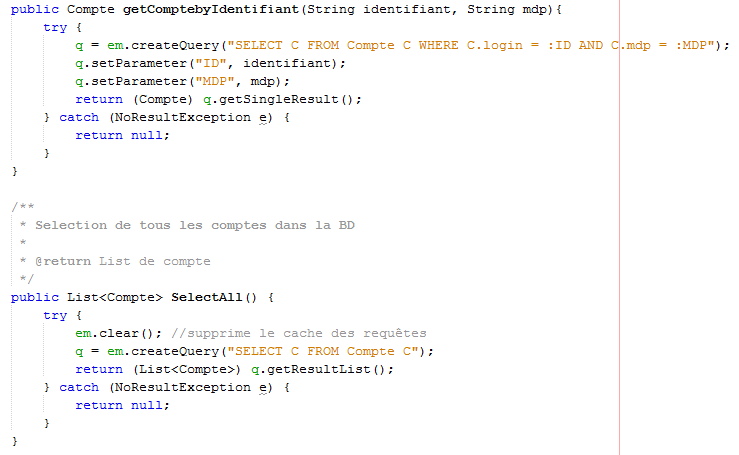 public Compte getComptebyIdentifiant(String identifiant, String mdp){
    try {
        q = em.createQuery("SELECT C FROM Compte C WHERE C.login = :ID AND C.mdp = :MDP");
        q.setParameter("ID", identifiant);
        q.setParameter("MDP", mdp);
        return (Compte) q.getSingleResult();
    } catch (NoResultException e) {
        return null;
    }
}

/**
 * Selection de tous les comptes dans la BD
 *
 * @return List de compte
 */
public List<Compte> SelectAll() {
    try {
        em.clear(); //supprime le cache des requêtes
        q = em.createQuery("SELECT C FROM Compte C");
        return (List<Compte>) q.getResultList();
    } catch (NoResultException e) {
        return null;
    }
}